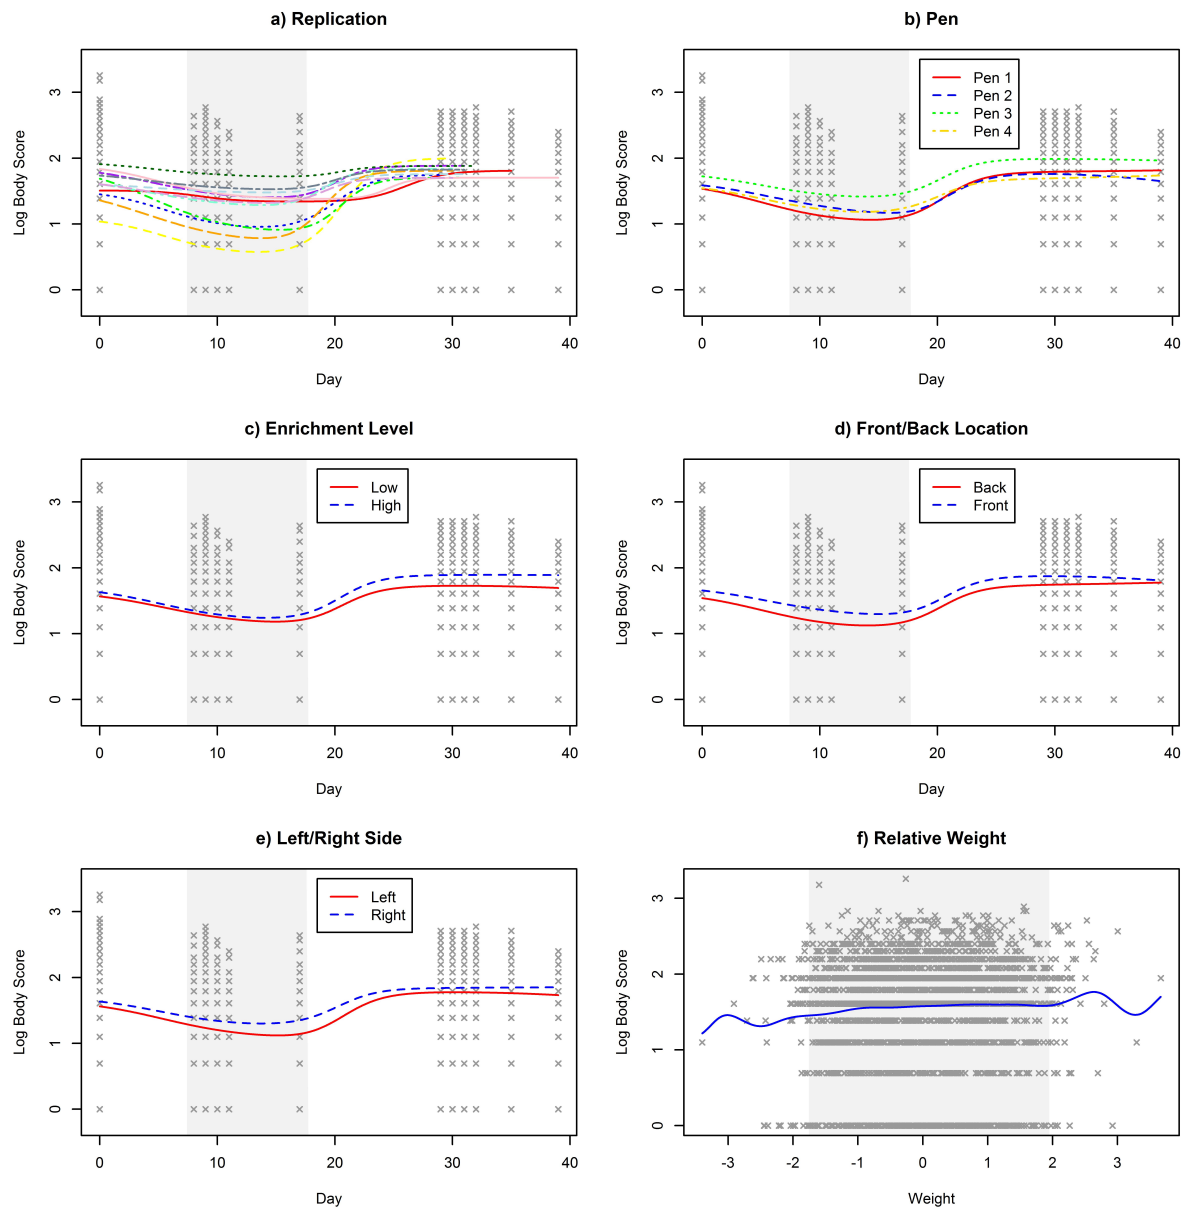 a) Replication
Log Body Score
3
2
1
0
0 10 20 30 40
Day
b) Pen
Log Body Score
3
2
1
0
Pen 1
Pen 2
Pen 3
Pen 4
0 10 20 30 40
Day
c) Enrichment Level
Log Body Score
3
2
1
0
Low
High
0 10 20 30 40
Day
d) Front/Back Location
Log Body Score
3
2
1
0
Back
Front
0 10 20 30 40
Day
e) Left/Right Side
Log Body Score
3
2
1
0
Left
Right
0 10 20 30 40
Day
f) Relative Weight
Log Body Score
3
2
1
0
-3 -2 -1 0 1 2 3
Weight